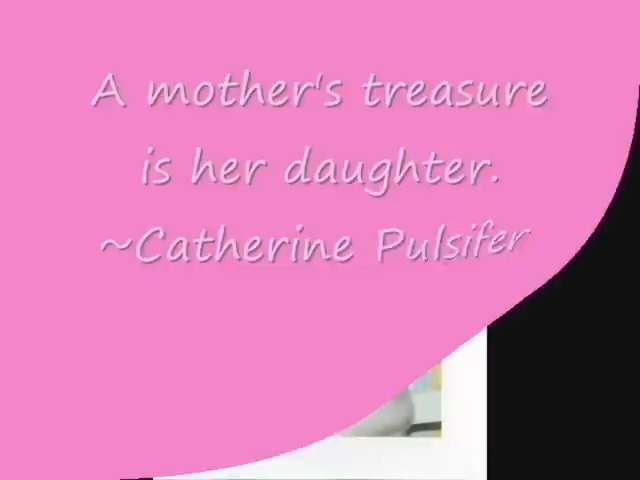 A mother's treasure
is her daughter.
~Catherine Pulsifer